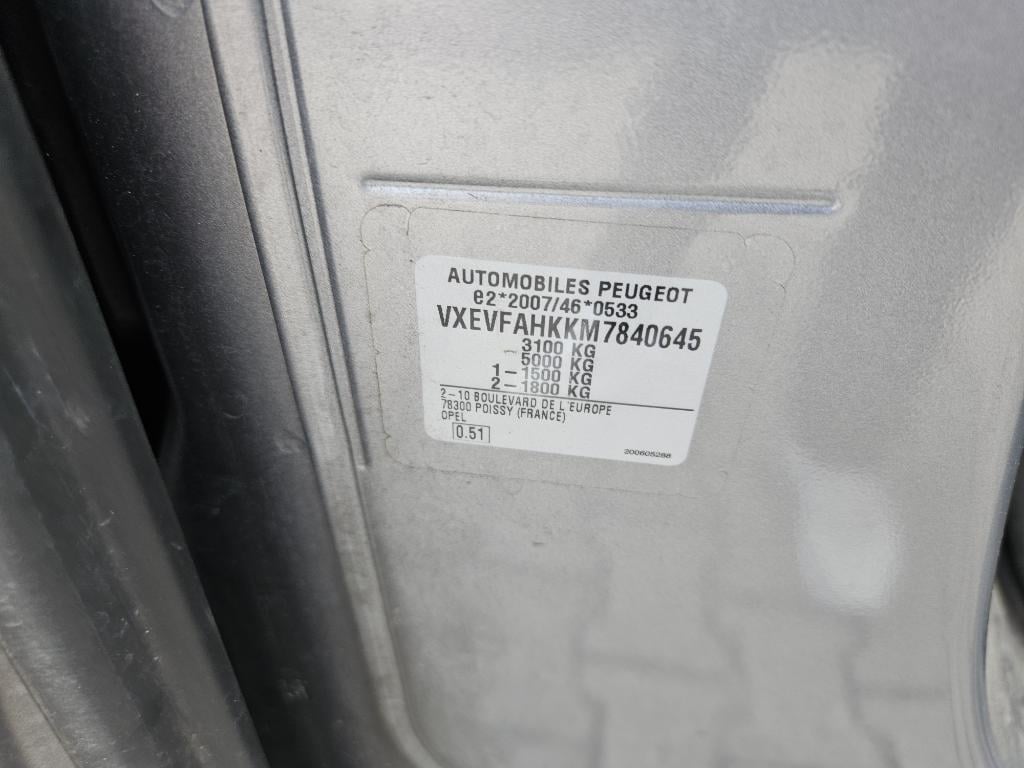 AUTOMOBILES PEUGEOT
e2*2007/46*0533
VXEVFAHKKM7840645
- 3100 KG
5000 KG
1 - 1500 KG
2 - 1800 KG
2-10 BOULEVARD DE L'EUROPE
78300 POISSY (FRANCE)
OPEL
0.51
200605288